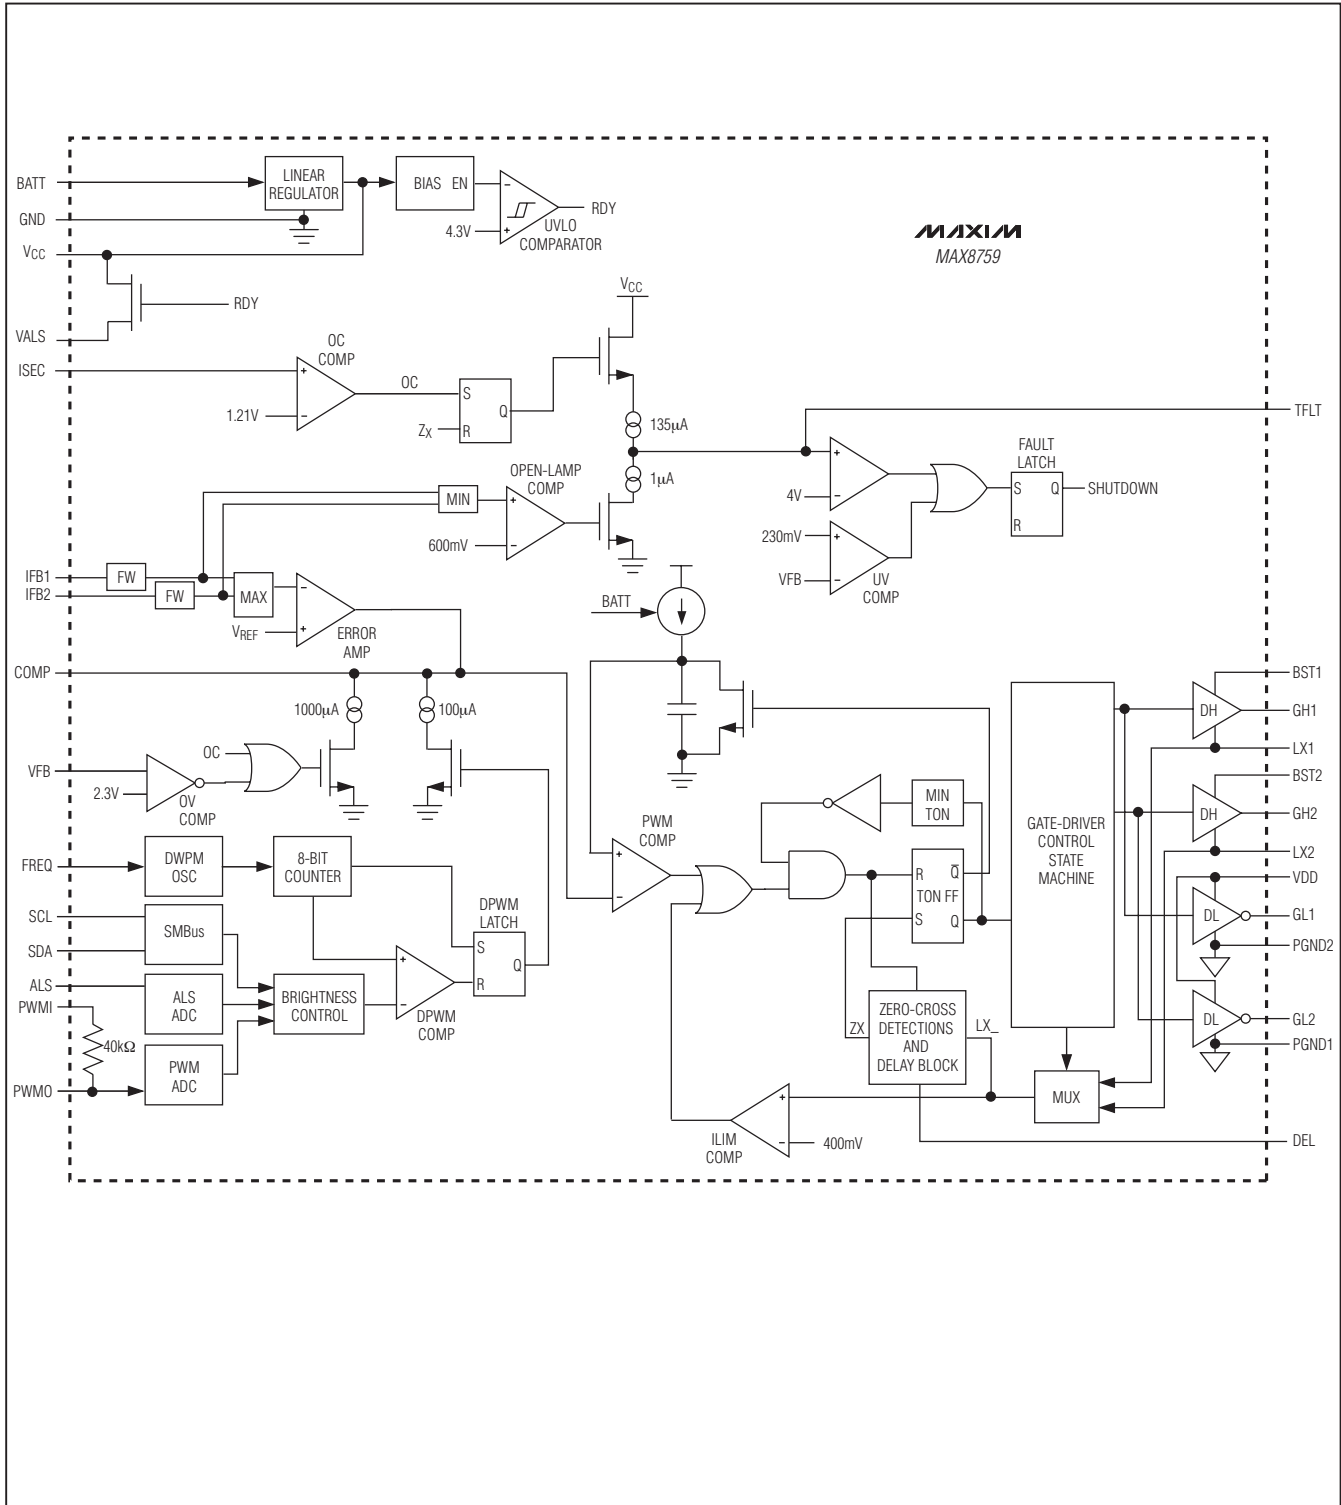 BATT
LINEAR
REGULATOR
BIAS EN
−
+
4.3V
RDY
UVLO
COMPARATOR
GND
VCC
RDY
VALS
MAXIM
MAX8759
VCC
ISEC
OC
COMP
+
−
1.21V
OC
S
Q
R
ZX
135µA
1µA
TFLT
OPEN-LAMP
COMP
MIN
+
−
600mV
+
−
4V
230mV
+
−
VFB
UV
COMP
FAULT
LATCH
S Q
R
SHUTDOWN
IFB1
IFB2
FW
FW
MAX
−
+
VREF
ERROR
AMP
BATT
COMP
1000µA
100µA
OC
VFB
2.3V
OV
COMP
PWM
COMP
+
−
MIN
TON
R Q
TON FF
S Q
GATE-DRIVER
CONTROL
STATE
MACHINE
DH
BST1
GH1
LX1
DH
BST2
GH2
LX2
VDD
DL
GL1
PGND2
DL
GL2
PGND1
FREQ
DWPM
OSC
8-BIT
COUNTER
DPWM
LATCH
S
Q
R
SCL
SDA
SMBus
ALS
ALS
ADC
BRIGHTNESS
CONTROL
+
−
DPWM
COMP
PWMI
40kΩ
PWMO
PWM
ADC
ZX
ZERO-CROSS
DETECTIONS
AND
DELAY BLOCK
LX_
MUX
+
−
400mV
ILIM
COMP
DEL